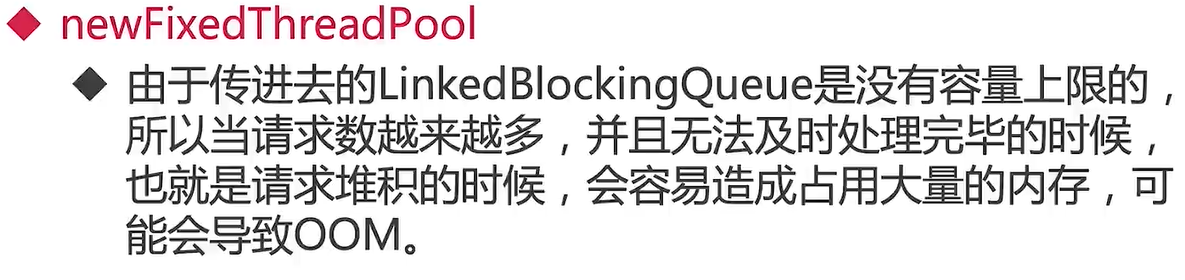 newFixedThreadPool
由于传进去的LinkedBlockingQueue是没有容量上限的，
所以当请求数越来越多，并且无法及时处理完毕的时候，
也就是请求堆积的时候，会容易造成占用大量的内存，可
能会导致OOM。